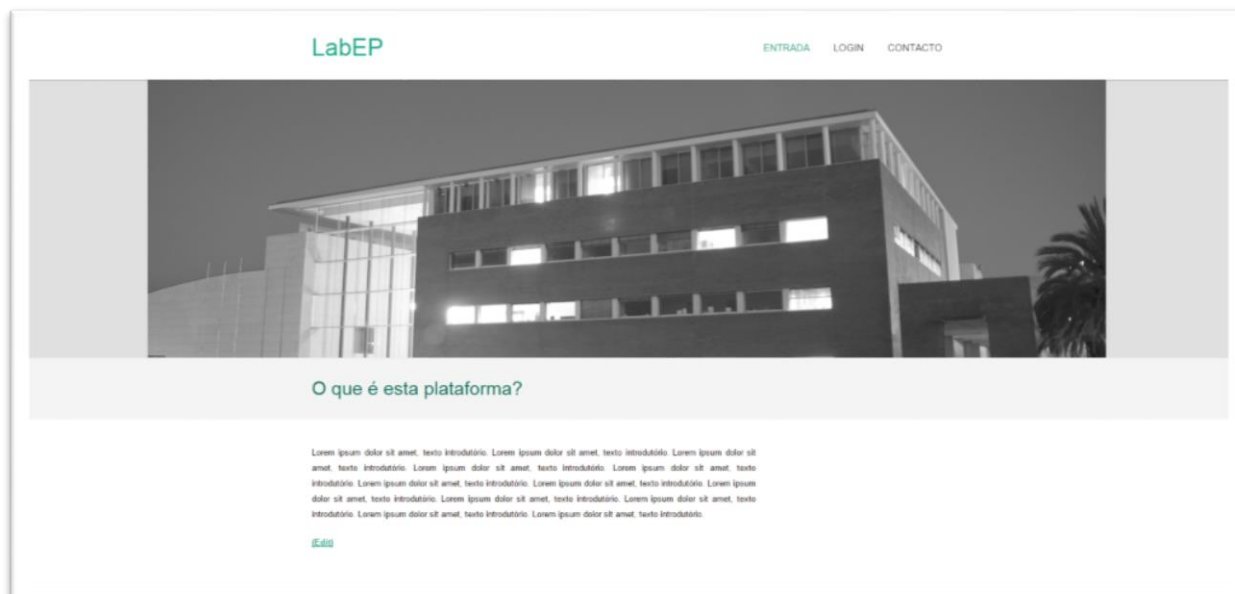 LabEP
ENTRADA LOGIN CONTACTO
O que é esta plataforma?
Lorem ipsum dolor sit amet, texto introdutório. Lorem ipsum dolor sit amet, texto introdutório. Lorem ipsum dolor sit
amet, texto introdutório. Lorem ipsum dolor sit amet, texto introdutório. Lorem ipsum dolor sit amet, texto
introdutório. Lorem ipsum dolor sit amet, texto introdutório. Lorem ipsum dolor sit amet, texto introdutório. Lorem ipsum
dolor sit amet, texto introdutório. Lorem ipsum dolor sit amet, texto introdutório. Lorem ipsum dolor sit amet, texto
introdutório. Lorem ipsum dolor sit amet, texto introdutório. Lorem ipsum dolor sit amet, texto introdutório.
(Edit)